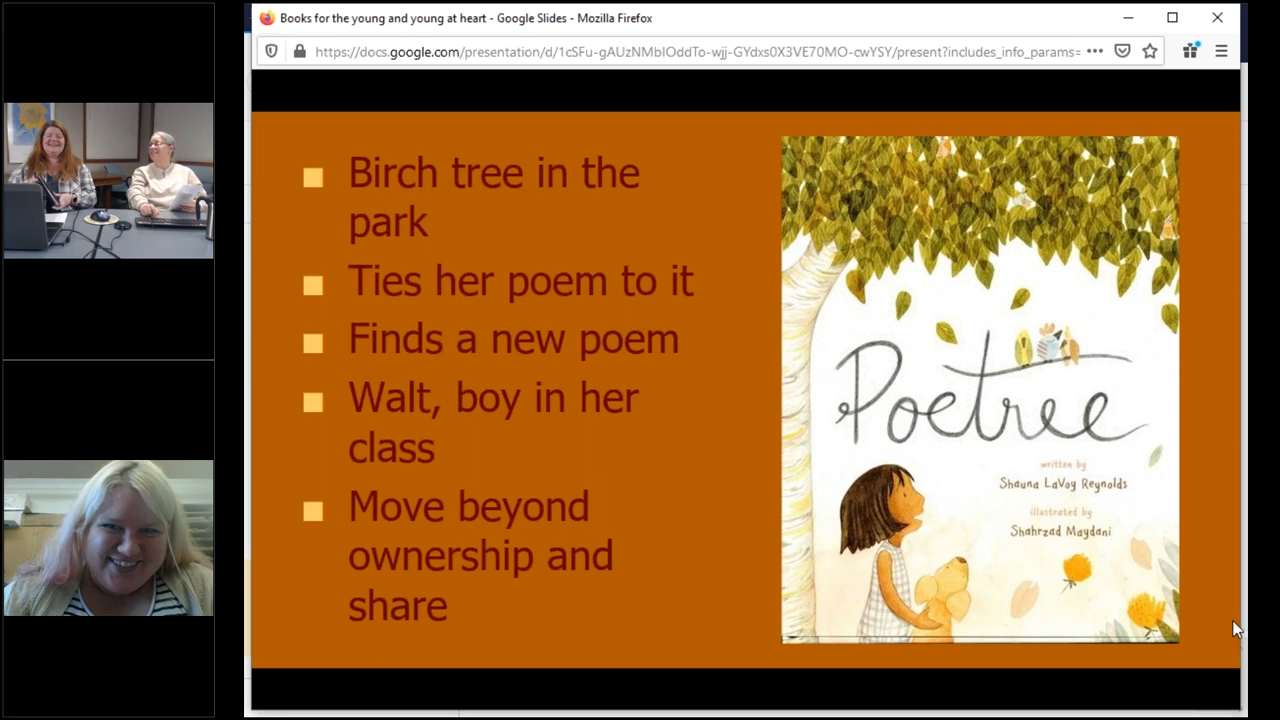 Books for the young and young at heart - Google Slides - Mozilla Firefox
https://docs.google.com/presentation/d/1cSFu-gAUzNMbIOddTo-wjj-GYdxs0X3VE70MO-cwYSY/present?includes_info_params=
Birch tree in the
park
Ties her poem to it
Finds a new poem
Walt, boy in her
class
Move beyond
ownership and
share
Poetree
written by
Shauna LaVoy Reynolds
illustrated by
Shahrzad Maydani